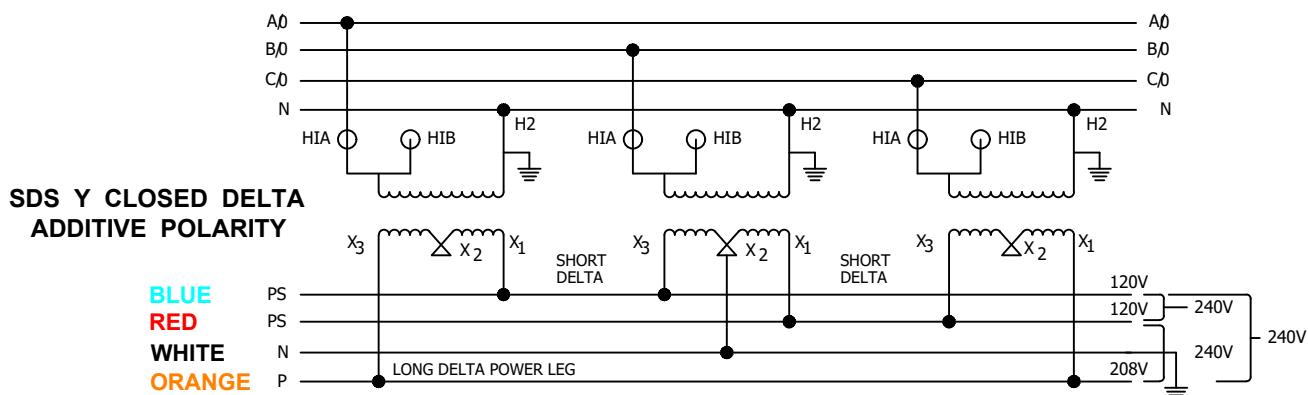 A/0 A/0
B/0 B/0
C/0 C/0
N N
HIA HIB H2 HIA HIB H2 HIA HIB H2
SDS Y CLOSED DELTA
ADDITIVE POLARITY
X3 X2 X1 X3 X2 X1 X3 X2 X1
SHORT
DELTA
SHORT
DELTA
BLUE PS 120V
RED PS 120V 240V
240V
WHITE N 240V
ORANGE P LONG DELTA POWER LEG 208V